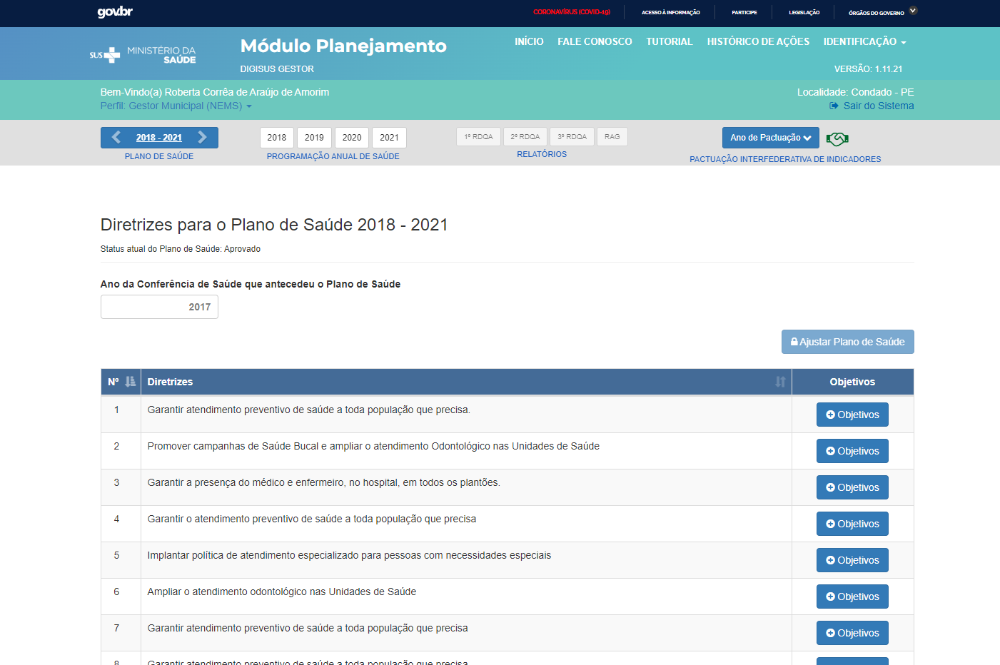 gov.br
CORONAVÍRUS (COVID-19)
ACESSO À INFORMAÇÃO
PARTICIPE
LEGISLAÇÃO
ÓRGÃOS DO GOVERNO
SUS
MINISTÉRIO DA
SAÚDE
Módulo Planejamento
DIGISUS GESTOR
INÍCIO
FALE CONOSCO
TUTORIAL
HISTÓRICO DE AÇÕES
IDENTIFICAÇÃO
VERSÃO: 1.11.21
Bem-Vindo(a) Roberta Corrêa de Araújo de Amorim
Localidade: Condado - PE
Perfil: Gestor Municipal (NEMS)
Sair do Sistema
2018 - 2021
PLANO DE SAÚDE
2018
2019
2020
2021
PROGRAMAÇÃO ANUAL DE SAÚDE
1º RDQA
2º RDQA
3º RDQA
RAG
RELATÓRIOS
Ano de Pactuação
PACTUAÇÃO INTERFEDERATIVA DE INDICADORES
Diretrizes para o Plano de Saúde 2018 - 2021
Status atual do Plano de Saúde: Aprovado
Ano da Conferência de Saúde que antecedeu o Plano de Saúde
2017
Ajustar Plano de Saúde
Nº Diretrizes Objetivos
1 Garantir atendimento preventivo de saúde a toda população que precisa. Objetivos
2 Promover campanhas de Saúde Bucal e ampliar o atendimento Odontológico nas Unidades de Saúde Objetivos
3 Garantir a presença do médico e enfermeiro, no hospital, em todos os plantões. Objetivos
4 Garantir o atendimento preventivo de saúde a toda população que precisa Objetivos
5 Implantar política de atendimento especializado para pessoas com necessidades especiais Objetivos
6 Ampliar o atendimento odontológico nas Unidades de Saúde Objetivos
7 Garantir atendimento preventivo de saúde a toda população que precisa Objetivos
8 Garantir atendimento preventivo de saúde a toda população que precisa